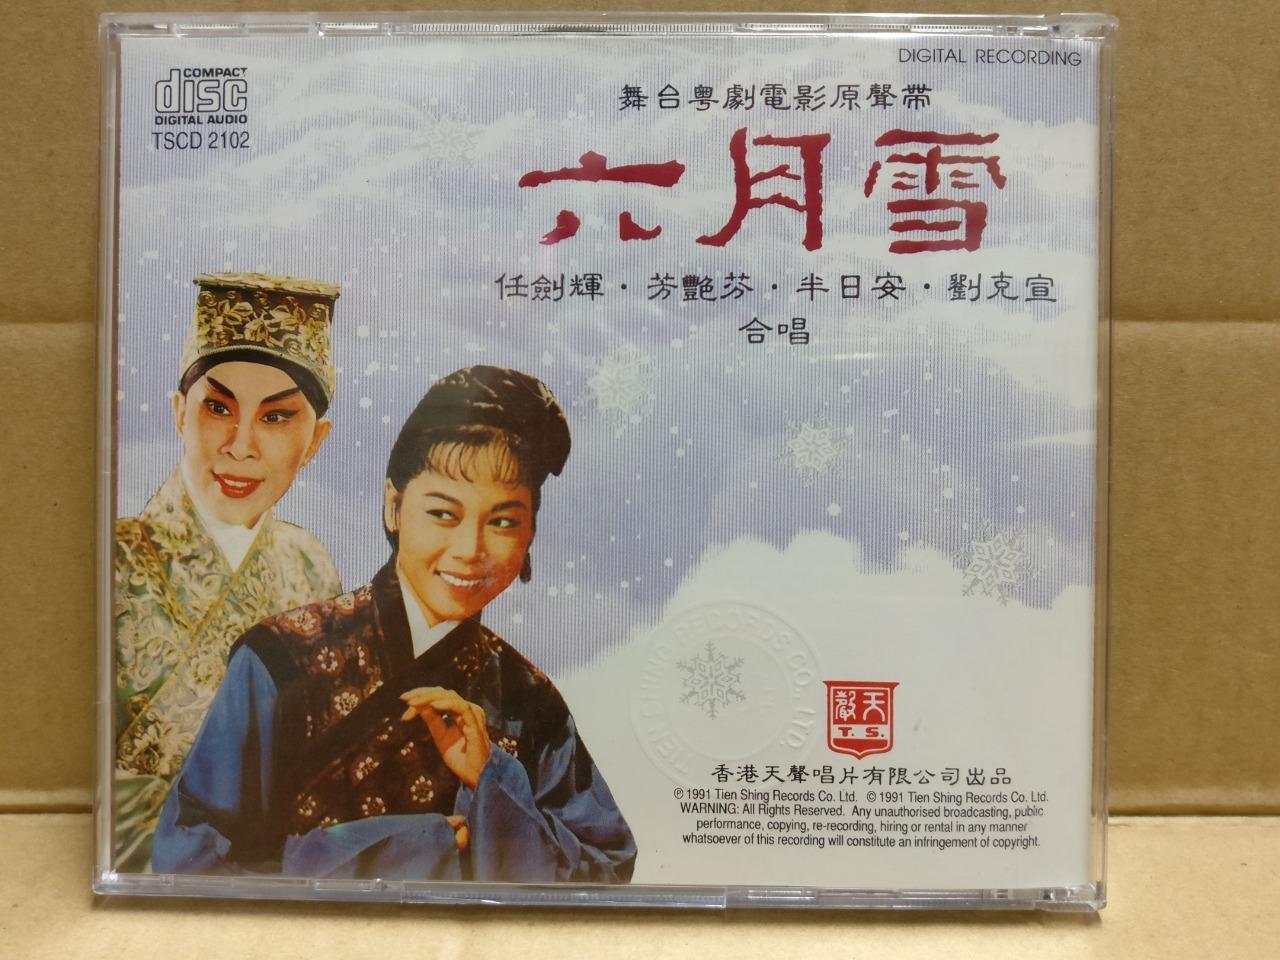 DIGITAL RECORDING
COMPACT
disc
DIGITAL AUDIO
TSCD 2102
舞台粵劇電影原聲帶
六月雪
任劍輝・芳艷芬・半日安・劉克宣
合唱
TIEN SHING RECORDS CO., LTD.
聲天
T. S.
香港天聲唱片有限公司出品
℗ 1991 Tien Shing Records Co. Ltd. © 1991 Tien Shing Records Co. Ltd.
WARNING: All Rights Reserved. Any unauthorised broadcasting, public
performance, copying, re-recording, hiring or rental in any manner
whatsoever of this recording will constitute an infringement of copyright.